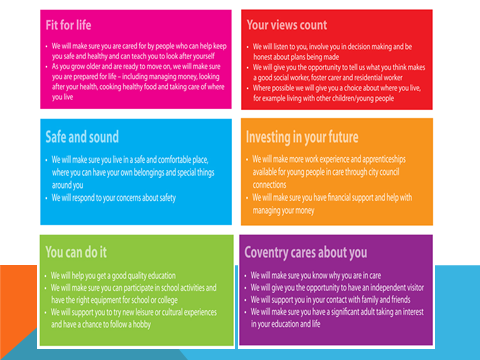 Fit for life
• We will make sure you are cared for by people who can help keep
you safe and healthy and can teach you to look after yourself
• As you grow older and are ready to move on, we will make sure
you are prepared for life – including managing money, looking
after your health, cooking healthy food and taking care of where
you live
Your views count
• We will listen to you, involve you in decision making and be
honest about plans being made
• We will give you the opportunity to tell us what you think makes
a good social worker, foster carer and residential worker
• Where possible we will give you a choice about where you live,
for example living with other children/young people
Safe and sound
• We will make sure you live in a safe and comfortable place,
where you can have your own belongings and special things
around you
• We will respond to your concerns about safety
Investing in your future
• We will make more work experience and apprenticeships
available for young people in care through city council
connections
• We will make sure you have financial support and help with
managing your money
You can do it
• We will help you get a good quality education
• We will make sure you can participate in school activities and
have the right equipment for school or college
• We will support you to try new leisure or cultural experiences
and have a chance to follow a hobby
Coventry cares about you
• We will make sure you know why you are in care
• We will give you the opportunity to have an independent visitor
• We will support you in your contact with family and friends
• We will make sure you have a significant adult taking an interest
in your education and life